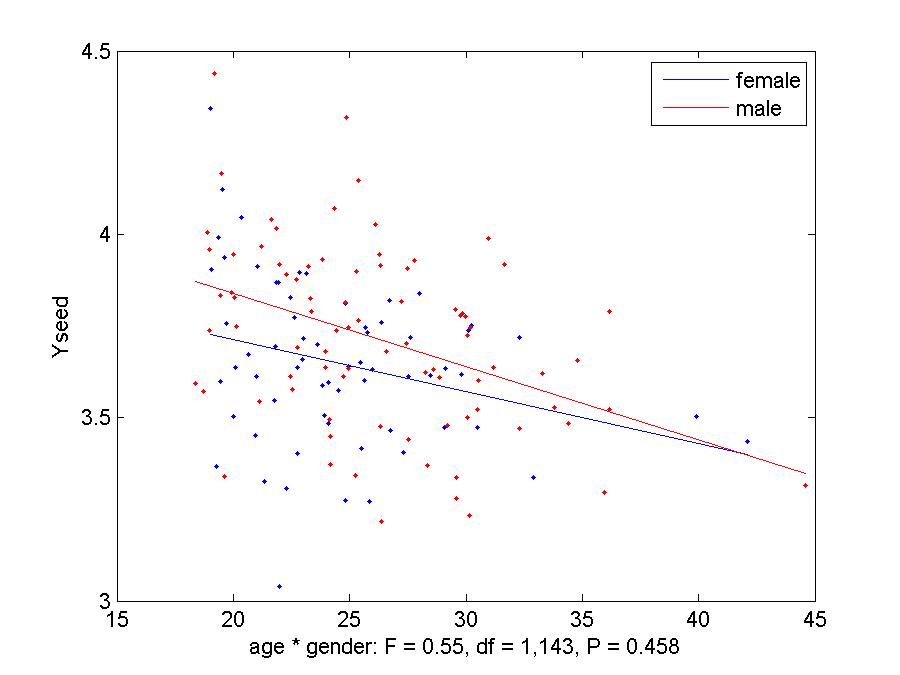 4.5
4
3.5
3
Yseed
female
male
15 20 25 30 35 40 45
age * gender: F = 0.55, df = 1,143, P = 0.458